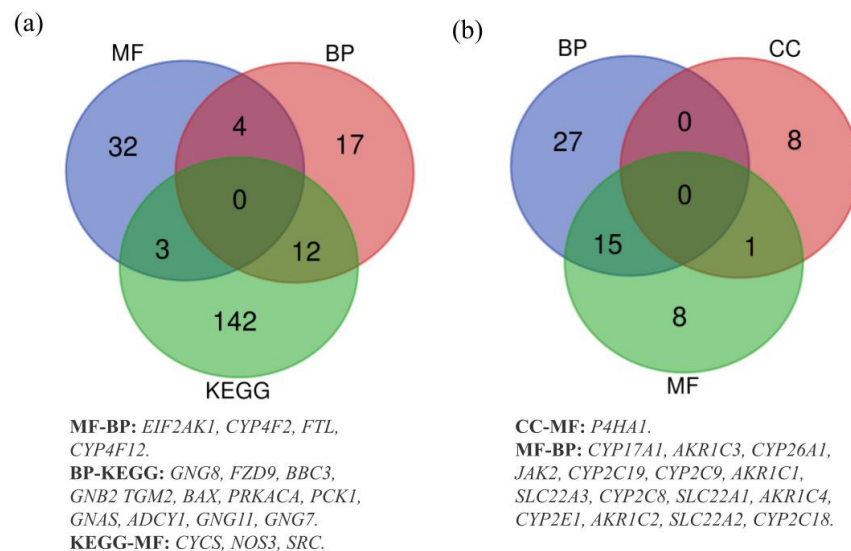 (a)
MF
BP
32
4
17
0
3
12
142
KEGG
MF-BP: EIF2AK1, CYP4F2, FTL,
CYP4F12.
BP-KEGG: GNG8, FZD9, BBC3,
GNB2 TGM2, BAX, PRKACA, PCK1,
GNAS, ADCY1, GNG11, GNG7.
KEGG-MF: CYCS, NOS3, SRC.
(b)
BP
CC
27
0
8
0
15
1
8
MF
CC-MF: P4HA1.
MF-BP: CYP17A1, AKR1C3, CYP26A1,
JAK2, CYP2C19, CYP2C9, AKR1C1,
SLC22A3, CYP2C8, SLC22A1, AKR1C4,
CYP2E1, AKR1C2, SLC22A2, CYP2C18.